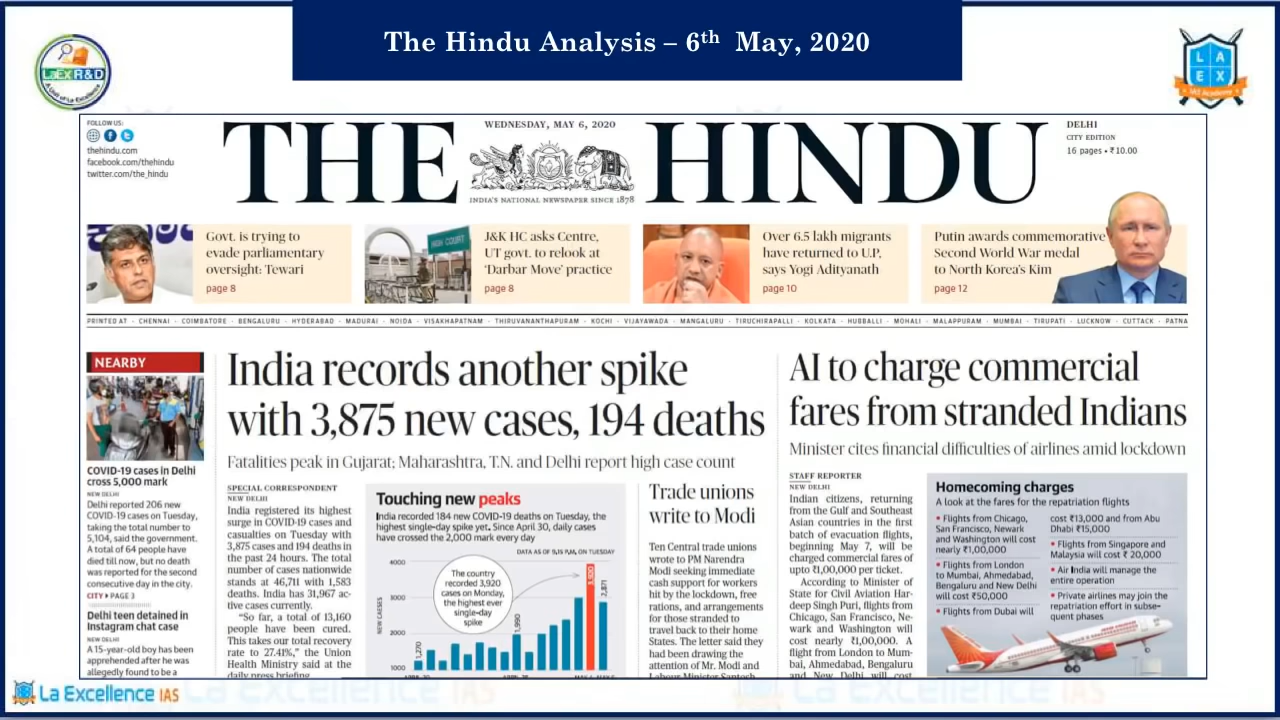 The Hindu Analysis – 6th May, 2020
LaEx R&D
A Unit of La Excellence
L A
E X
IAS Academy
FOLLOW US:
thehindu.com
facebook.com/thehindu
twitter.com/the_hindu
THE HINDU
WEDNESDAY, MAY 6, 2020
INDIA'S NATIONAL NEWSPAPER SINCE 1878
DELHI
CITY EDITION
16 pages • ₹10.00
Govt. is trying to
evade parliamentary
oversight: Tewari
page 8
HIGH COURT
J&K HC asks Centre,
UT govt. to relook at
‘Darbar Move’ practice
page 8
Over 6.5 lakh migrants
have returned to U.P,
says Yogi Adityanath
page 10
Putin awards commemorative
Second World War medal
to North Korea’s Kim
page 12
PRINTED AT • CHENNAI • COIMBATORE • BENGALURU • HYDERABAD • MADURAI • NOIDA • VISAKHAPATNAM • THIRUVANANTHAPURAM • KOCHI • VIJAYAWADA • MANGALURU • TIRUCHIRAPALLI • KOLKATA • HUBBALLI • MOHALI • MALAPPURAM • MUMBAI • TIRUPATI • LUCKNOW • CUTTACK • PATNA
NEARBY
COVID-19 cases in Delhi
cross 5,000 mark
NEW DELHI
Delhi reported 206 new
COVID-19 cases on Tuesday,
taking the total number to
5,104, said the government.
A total of 64 people have
died till now, but no death
was reported for the second
consecutive day in the city.
CITY ▶ PAGE 3
Delhi teen detained in
Instagram chat case
NEW DELHI
A 15-year-old boy has been
apprehended after he was
allegedly found to be a
India records another spike
with 3,875 new cases, 194 deaths
Fatalities peak in Gujarat; Maharashtra, T.N. and Delhi report high case count
SPECIAL CORRESPONDENT
NEW DELHI
India registered its highest
surge in COVID-19 cases and
casualties on Tuesday with
3,875 cases and 194 deaths in
the past 24 hours. The total
number of cases nationwide
stands at 46,711 with 1,583
deaths. India has 31,967 ac-
tive cases currently.
“So far, a total of 13,160
people have been cured.
This takes our total recovery
rate to 27.41%,” the Union
Health Ministry said at the
daily press briefing.
Touching new peaks
India recorded 184 new COVID-19 deaths on Tuesday, the
highest single-day spike yet. Since April 30, daily cases
have crossed the 2,000 mark every day
DATA AS OF 9.15 P.M. ON TUESDAY
The country
recorded 3,920
cases on Monday,
the highest ever
single-day
spike
NEW CASES
4000
3000
2000
1000
1,270
1,990
3,920
2,871
Trade unions
write to Modi
Ten Central trade unions
wrote to PM Narendra
Modi seeking immediate
cash support for workers
hit by the lockdown, free
rations, and arrangements
for those stranded to
travel back to their home
States. The letter said they
had been drawing the
attention of Mr. Modi and
Labour Minister Santosh
AI to charge commercial
fares from stranded Indians
Minister cites financial difficulties of airlines amid lockdown
STAFF REPORTER
NEW DELHI
Indian citizens, returning
from the Gulf and Southeast
Asian countries in the first
batch of evacuation flights,
beginning May 7, will be
charged commercial fares of
upto ₹1,00,000 per ticket.
According to Minister of
State for Civil Aviation Har-
deep Singh Puri, flights from
Chicago, San Francisco, Ne-
wark and Washington will
cost nearly ₹1,00,000. A
flight from London to Mum-
bai, Ahmedabad, Bengaluru
and New Delhi will cost
Homecoming charges
A look at the fares for the repatriation flights
• Flights from Chicago,
San Francisco, Newark
and Washington will cost
nearly ₹1,00,000
• Flights from London
to Mumbai, Ahmedabad,
Bengaluru and New Delhi
will cost ₹50,000
• Flights from Dubai will
cost ₹13,000 and from Abu
Dhabi ₹15,000
• Flights from Singapore and
Malaysia will cost ₹ 20,000
• Air India will manage the
entire operation
• Private airlines may join the
repatriation effort in subse-
quent phases
La Excellence IAS